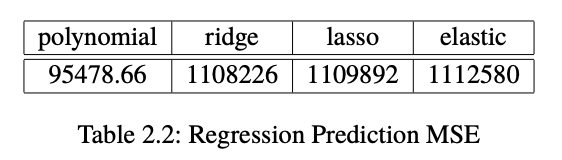 polynomial ridge lasso elastic
95478.66 1108226 1109892 1112580
Table 2.2: Regression Prediction MSE